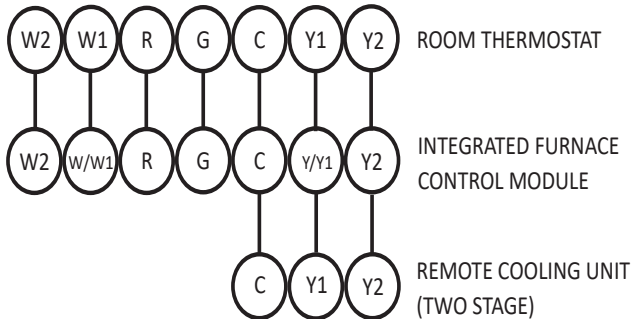 W2 W1 R G C Y1 Y2 ROOM THERMOSTAT
W2 W/W1 R G C Y/Y1 Y2 INTEGRATED FURNACE
CONTROL MODULE
C Y1 Y2 REMOTE COOLING UNIT
(TWO STAGE)